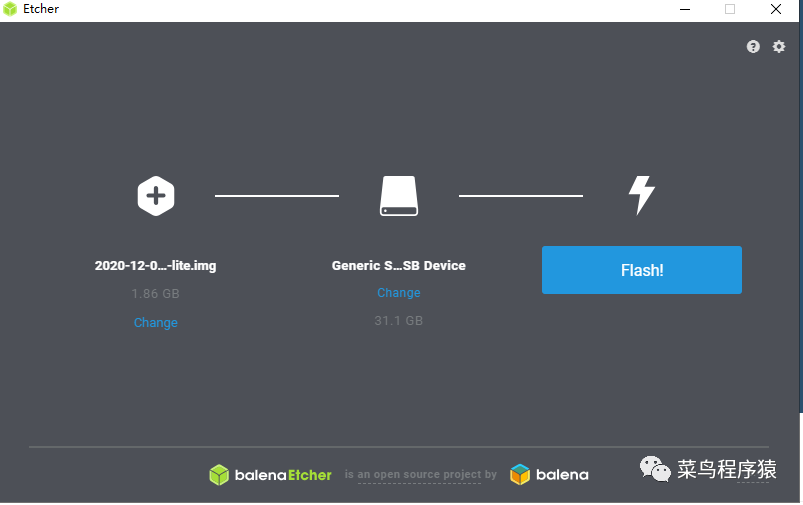 Etcher
2020-12-0...-lite.img
1.86 GB
Change
Generic S...SB Device
Change
31.1 GB
Flash!
balenaEtcher is an open source project by balena
菜鸟程序猿